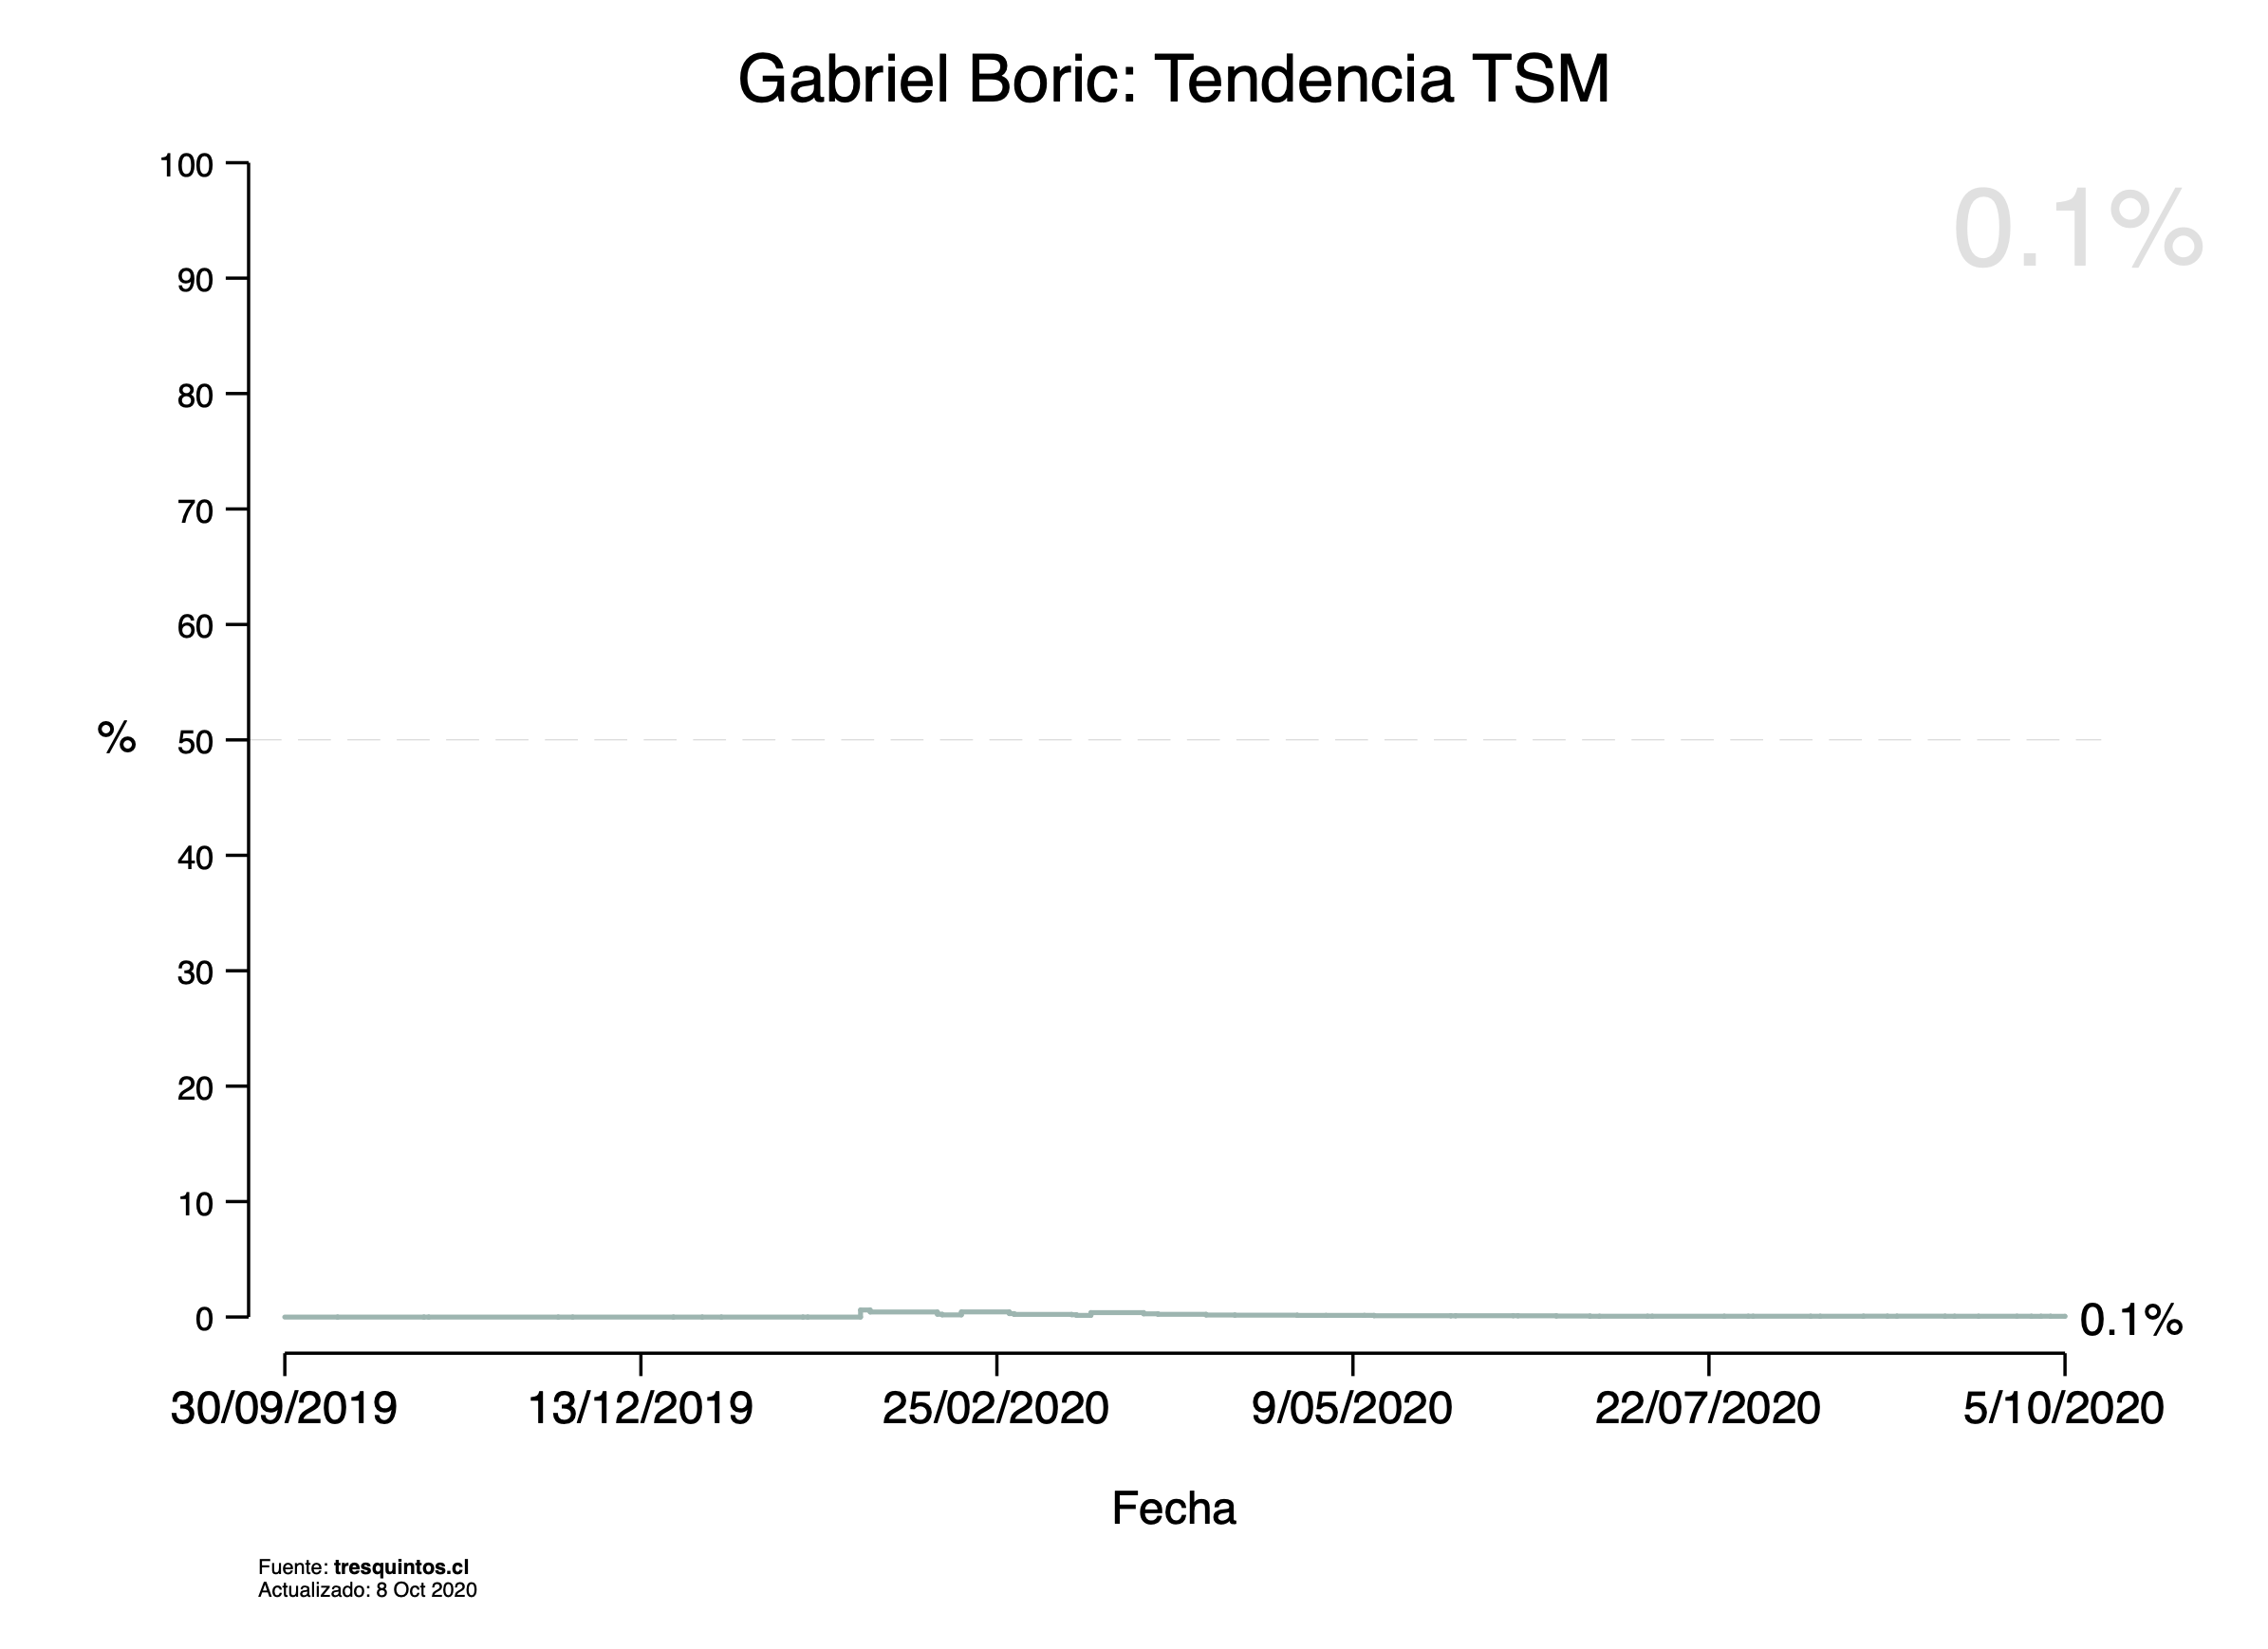 Gabriel Boric: Tendencia TSM
0.1%
100
90
80
70
60
50
40
30
20
10
0
%
0.1%
30/09/2019 13/12/2019 25/02/2020 9/05/2020 22/07/2020 5/10/2020
Fecha
Fuente: tresquintos.cl
Actualizado: 8 Oct 2020